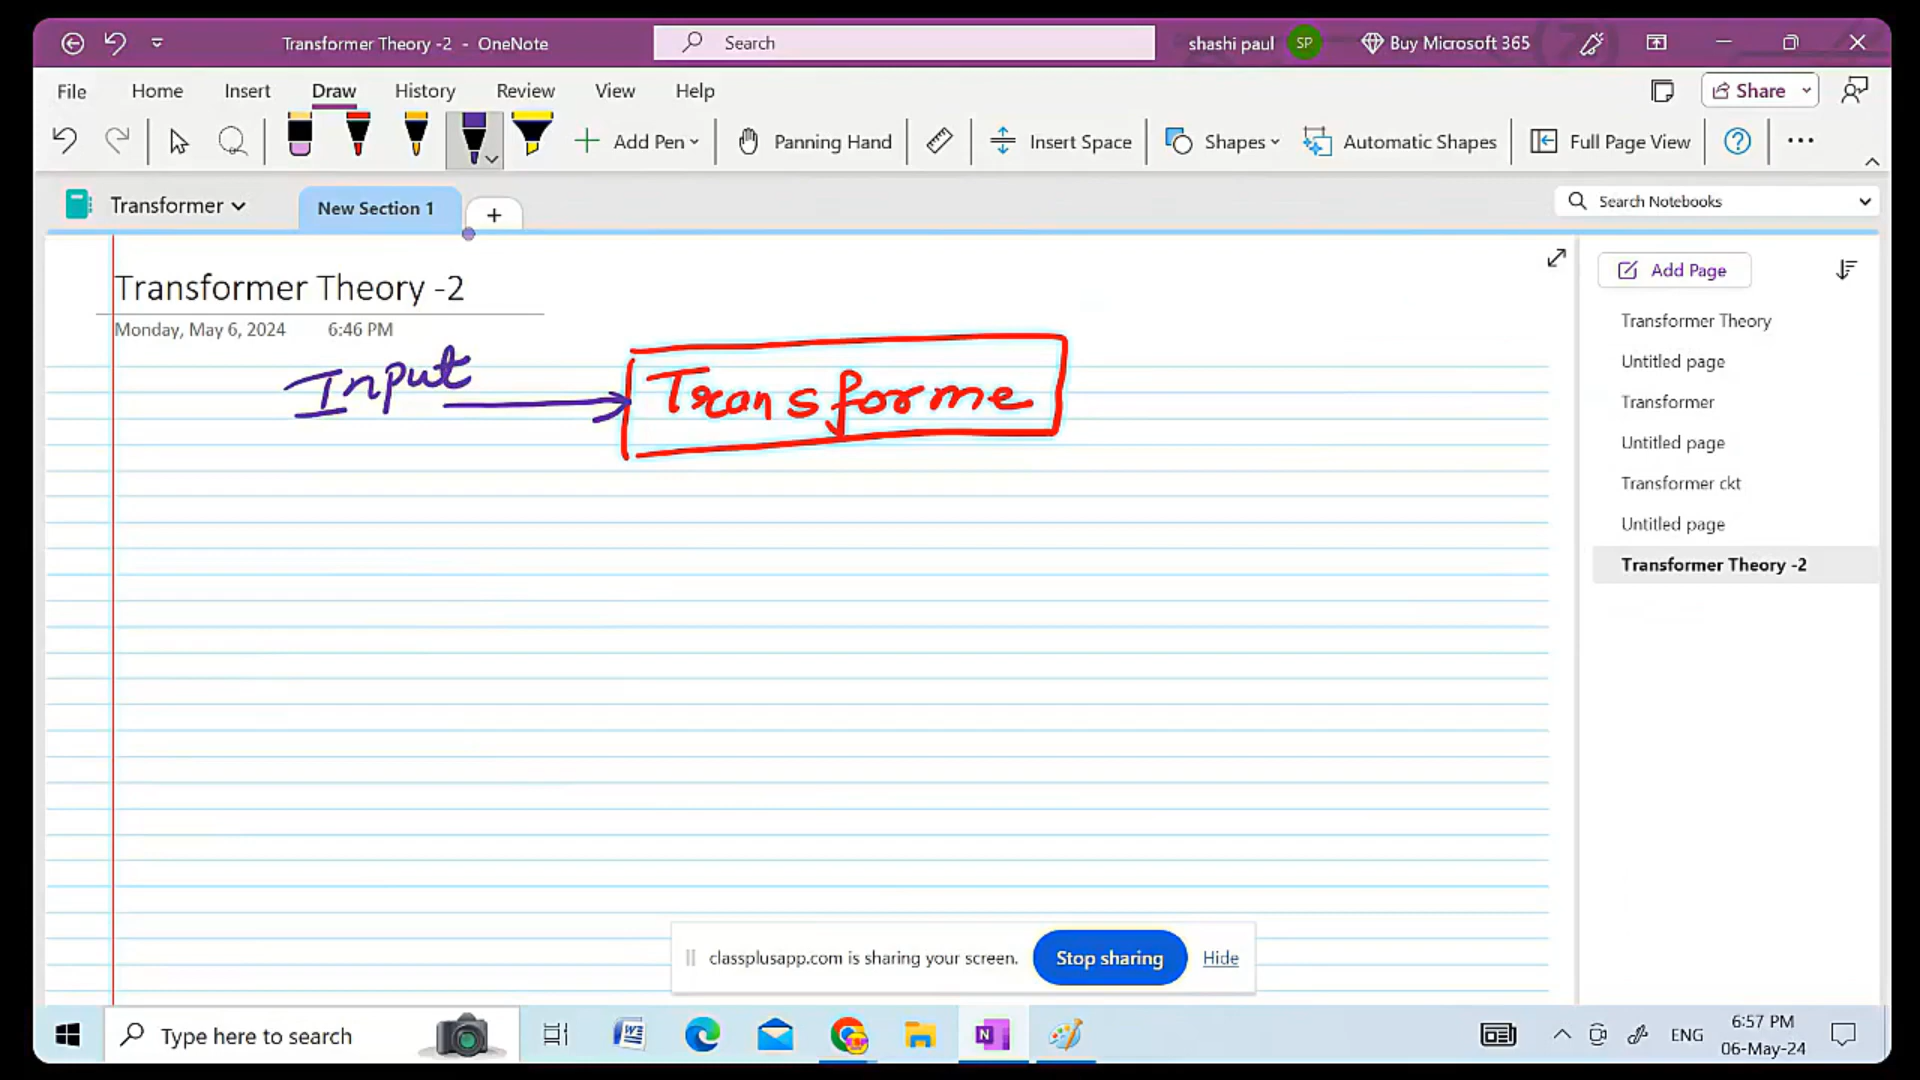 Transformer Theory -2 - OneNote
Search
shashi paul
SP
Buy Microsoft 365
File
Home
Insert
Draw
History
Review
View
Help
Share
Add Pen
Panning Hand
Insert Space
Shapes
Automatic Shapes
Full Page View
Transformer
New Section 1
Search Notebooks
Transformer Theory -2
Monday, May 6, 2024 6:46 PM
Input
Transforme
Add Page
Transformer Theory
Untitled page
Transformer
Untitled page
Transformer ckt
Untitled page
Transformer Theory -2
classplusapp.com is sharing your screen.
Stop sharing
Hide
Type here to search
ENG
6:57 PM
06-May-24